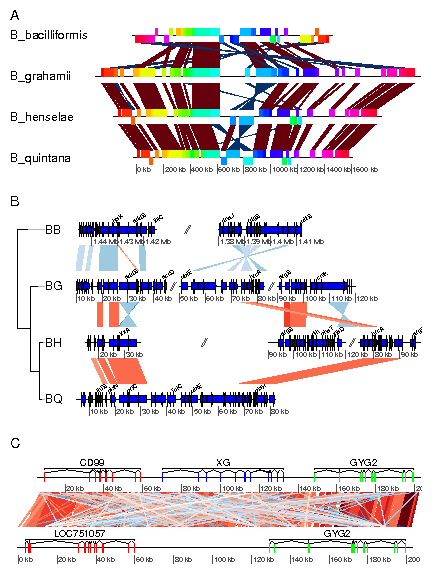 A
B_bacilliformis
B_grahamii
B_henselae
B_quintana
0 kb 200 kb 400 kb 600 kb 800 kb 1000 kb 1200 kb 1400 kb 1600 kb
B
BB
1.44 Mb 1.43 Mb 1.42 Mb // 1.38 Mb 1.39 Mb 1.4 Mb 1.41 Mb
BG
10 kb 20 kb 30 kb 40 kb // 50 kb 60 kb 70 kb 80 kb // 90 kb 100 kb 110 kb 120 kb
BH
20 kb 30 kb // 90 kb 100 kb 110 kb 120 kb // 80 kb 90 kb
BQ
10 kb 20 kb 30 kb 40 kb 50 kb 60 kb 70 kb 80 kb
C
CD99 XG GYG2
20 kb 40 kb 60 kb 80 kb 100 kb 120 kb 140 kb 160 kb 180 kb
LOC751057 GYG2
0 kb 20 kb 40 kb 60 kb 80 kb 100 kb 120 kb 140 kb 160 kb 180 kb 200 kb